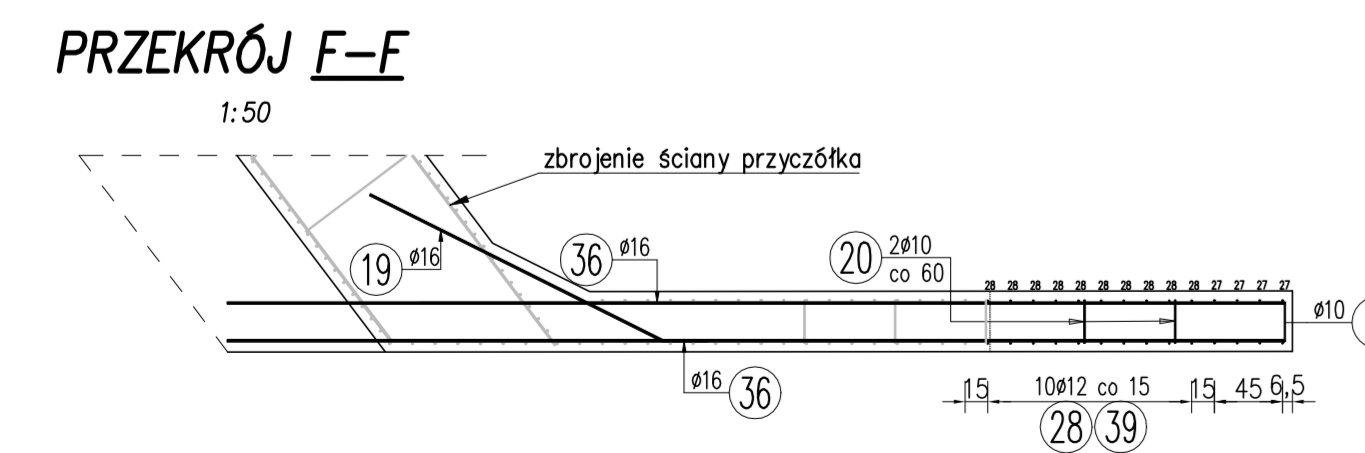 PRZEKRÓJ F-F
1:50
zbrojenie ściany przyczółka
19 ø16
36 ø16
20 2ø10
co 60
28 28 28 28 28 28 28 28 28 28 27 27 27 27
ø10
ø16 36
15 10ø12 co 15 15 45 6,5
28 39